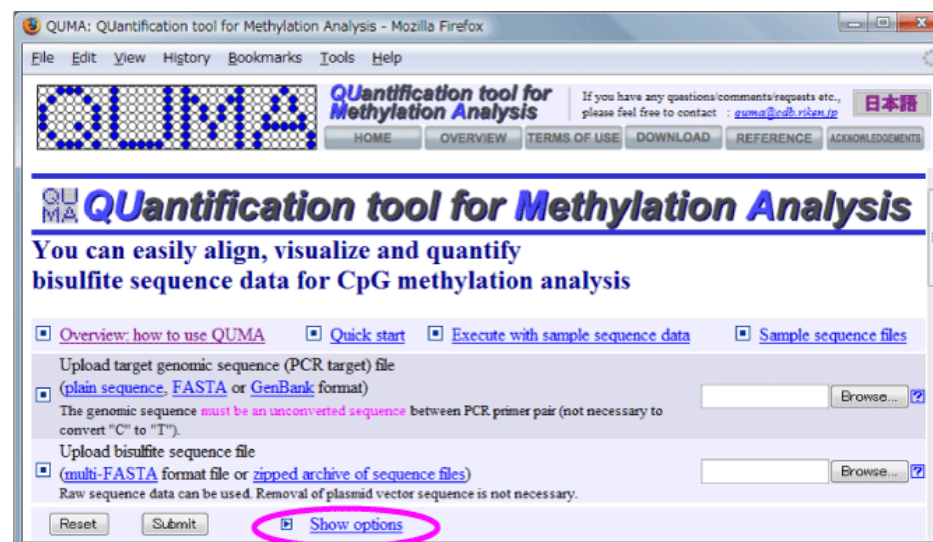 QUMA: QUantification tool for Methylation Analysis - Mozilla Firefox
File Edit View History Bookmarks Tools Help
QUMA
QUantification tool for
Methylation Analysis
If you have any questions/comments/requests etc.,
please feel free to contact : quma@cdb.riken.jp
日本語
HOME OVERVIEW TERMS OF USE DOWNLOAD REFERENCE ACKNOWLEDGEMENTS
QUMA QUantification tool for Methylation Analysis
You can easily align, visualize and quantify
bisulfite sequence data for CpG methylation analysis
Overview: how to use QUMA Quick start Execute with sample sequence data Sample sequence files
Upload target genomic sequence (PCR target) file
(plain sequence, FASTA or GenBank format)
The genomic sequence must be an unconverted sequence between PCR primer pair (not necessary to
convert "C" to "T").
Browse... ?
Upload bisulfite sequence file
(multi-FASTA format file or zipped archive of sequence files)
Raw sequence data can be used. Removal of plasmid vector sequence is not necessary.
Browse... ?
Reset Submit Show options